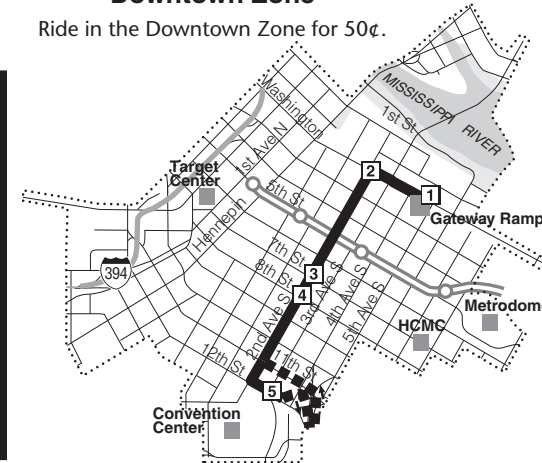 Downtown Zone
Ride in the Downtown Zone for 50¢.
MISSISSIPPI RIVER
Washington
1st St
1st Ave N
Target
Center
5th St
Hennepin
2
1
Gateway Ramp
394
7th St
8th St
3
4
2nd Ave S
3rd Ave S
4th Ave S
5th Ave S
HCMC
Metrodome
12th St
11th St
5
Convention
Center